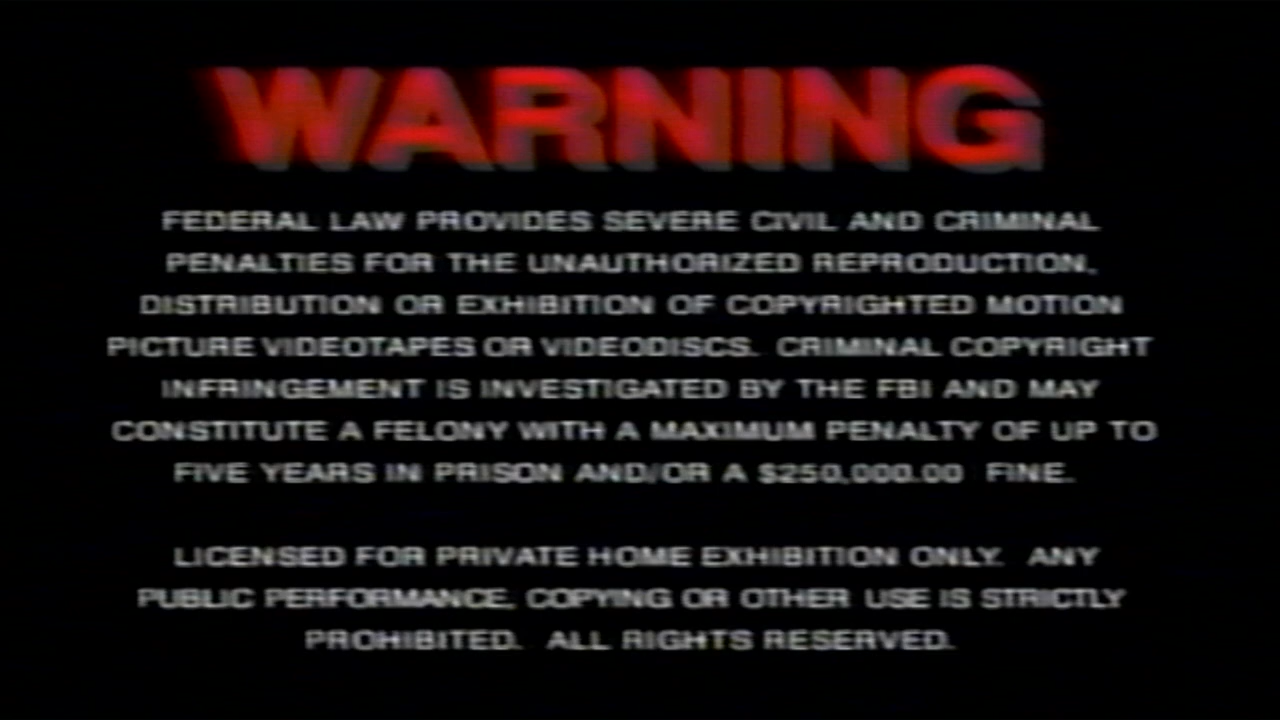 WARNING
FEDERAL LAW PROVIDES SEVERE CIVIL AND CRIMINAL
PENALTIES FOR THE UNAUTHORIZED REPRODUCTION,
DISTRIBUTION OR EXHIBITION OF COPYRIGHTED MOTION
PICTURE VIDEOTAPES OR VIDEODISCS. CRIMINAL COPYRIGHT
INFRINGEMENT IS INVESTIGATED BY THE FBI AND MAY
CONSTITUTE A FELONY WITH A MAXIMUM PENALTY OF UP TO
FIVE YEARS IN PRISON AND/OR A $250,000.00 FINE.
LICENSED FOR PRIVATE HOME EXHIBITION ONLY. ANY
PUBLIC PERFORMANCE, COPYING OR OTHER USE IS STRICTLY
PROHIBITED. ALL RIGHTS RESERVED.